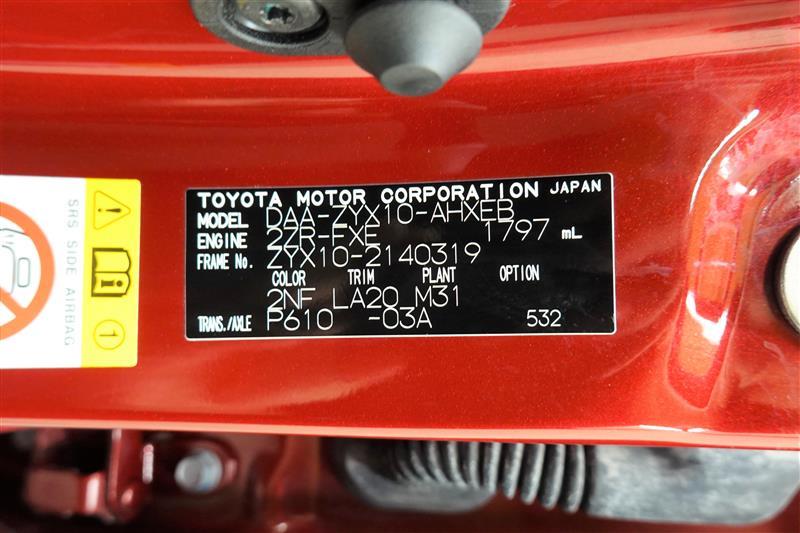 TOYOTA MOTOR CORPORATION JAPAN
MODEL DAA-ZYX10-AHXEB
ENGINE 2ZR-FXE 1797 mL
FRAME No. ZYX10-2140319
COLOR TRIM PLANT OPTION
2NF LA20 M31
TRANS./AXLE P610 -03A 532
SRS SIDE AIRBAG
1